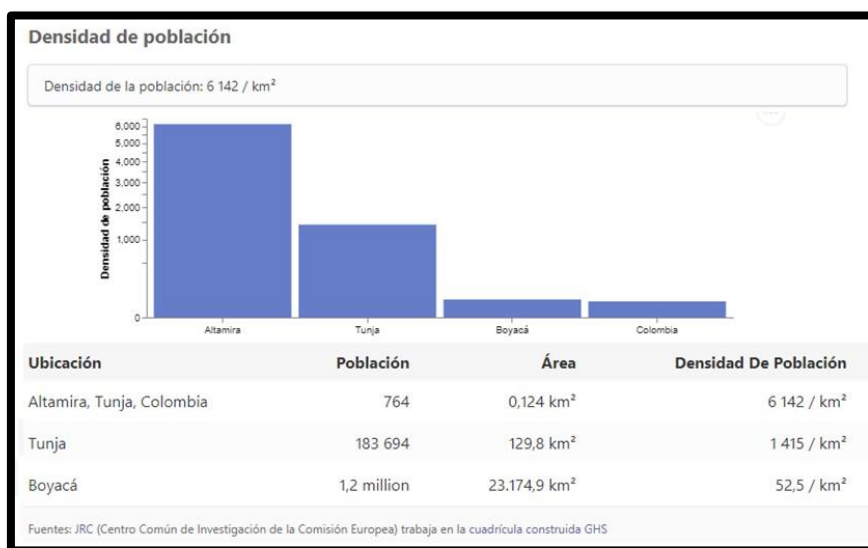 Densidad de población
Densidad de la población: 6 142 / km²
Densidad de población
6,000
5,000
4,000
3,000
2,000
1,000
0
Altamira Tunja Boyacá Colombia
Ubicación Población Área Densidad De Población
Altamira, Tunja, Colombia 764 0,124 km² 6 142 / km²
Tunja 183 694 129,8 km² 1 415 / km²
Boyacá 1,2 million 23.174,9 km² 52,5 / km²
Fuentes: JRC (Centro Común de Investigación de la Comisión Europea) trabaja en la cuadrícula construida GHS